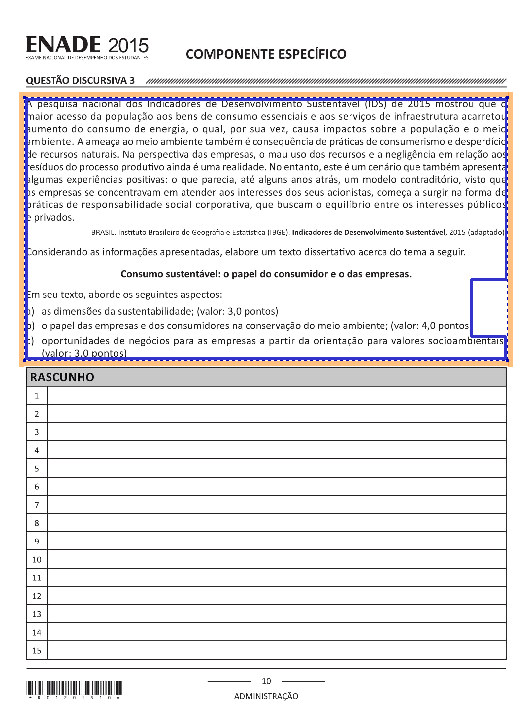 ENADE 2015
EXAME NACIONAL DE DESEMPENHO DOS ESTUDANTES
COMPONENTE ESPECÍFICO
QUESTÃO DISCURSIVA 3
A pesquisa nacional dos Indicadores de Desenvolvimento Sustentável (IDS) de 2015 mostrou que o
maior acesso da população aos bens de consumo essenciais e aos serviços de infraestrutura acarretou
aumento do consumo de energia, o qual, por sua vez, causa impactos sobre a população e o meio
ambiente. A ameaça ao meio ambiente também é consequência de práticas de consumerismo e desperdício
de recursos naturais. Na perspectiva das empresas, o mau uso dos recursos e a negligência em relação aos
resíduos do processo produtivo ainda é uma realidade. No entanto, este é um cenário que também apresenta
algumas experiências positivas: o que parecia, até alguns anos atrás, um modelo contraditório, visto que
as empresas se concentravam em atender aos interesses dos seus acionistas, começa a surgir na forma de
práticas de responsabilidade social corporativa, que buscam o equilíbrio entre os interesses públicos
e privados.
BRASIL. Instituto Brasileiro de Geografia e Estatística (IBGE). Indicadores de Desenvolvimento Sustentável, 2015 (adaptado).
Considerando as informações apresentadas, elabore um texto dissertativo acerca do tema a seguir.
Consumo sustentável: o papel do consumidor e o das empresas.
Em seu texto, aborde os seguintes aspectos:
a) as dimensões da sustentabilidade; (valor: 3,0 pontos)
b) o papel das empresas e dos consumidores na conservação do meio ambiente; (valor: 4,0 pontos)
c) oportunidades de negócios para as empresas a partir da orientação para valores socioambientais.
(valor: 3,0 pontos)
RASCUNHO
1
2
3
4
5
6
7
8
9
10
11
12
13
14
15
10
ADMINISTRAÇÃO